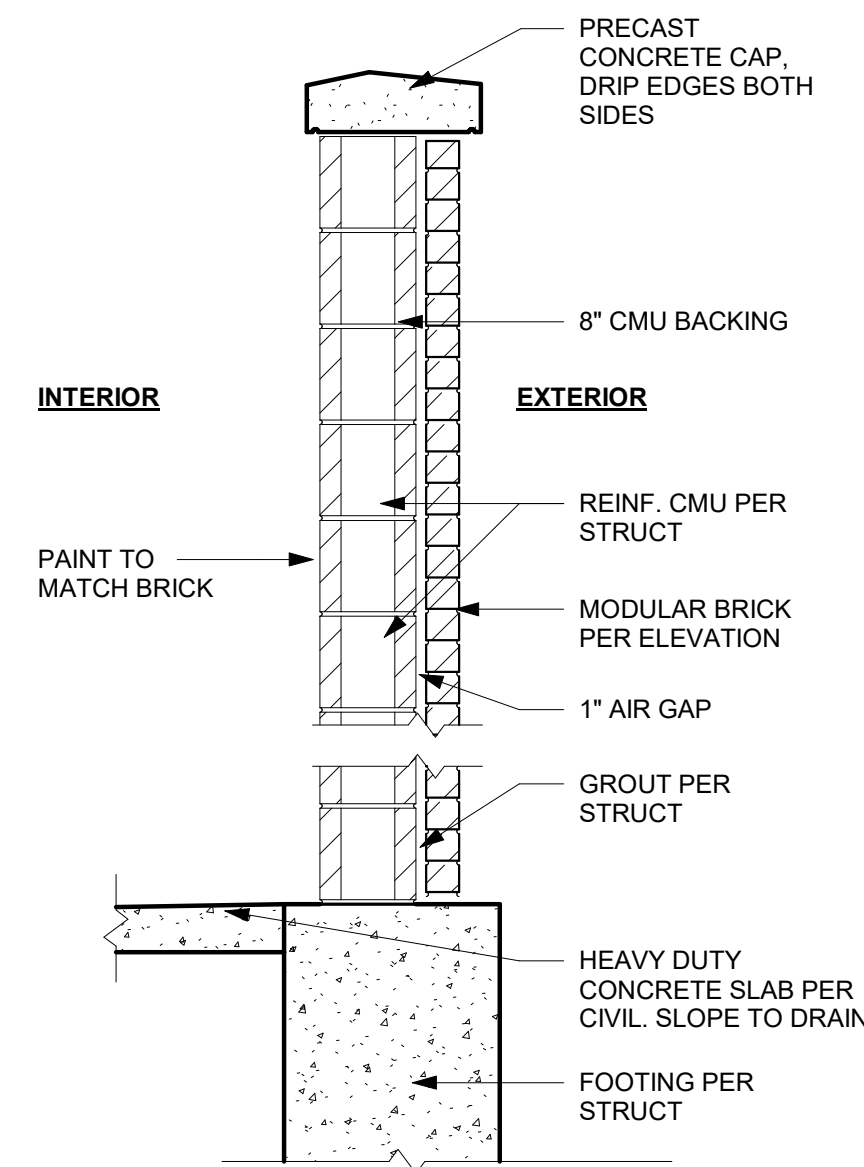 PRECAST
CONCRETE CAP,
DRIP EDGES BOTH
SIDES
8" CMU BACKING
INTERIOR
EXTERIOR
REINF. CMU PER
STRUCT
PAINT TO
MATCH BRICK
MODULAR BRICK
PER ELEVATION
1" AIR GAP
GROUT PER
STRUCT
HEAVY DUTY
CONCRETE SLAB PER
CIVIL. SLOPE TO DRAIN
FOOTING PER
STRUCT